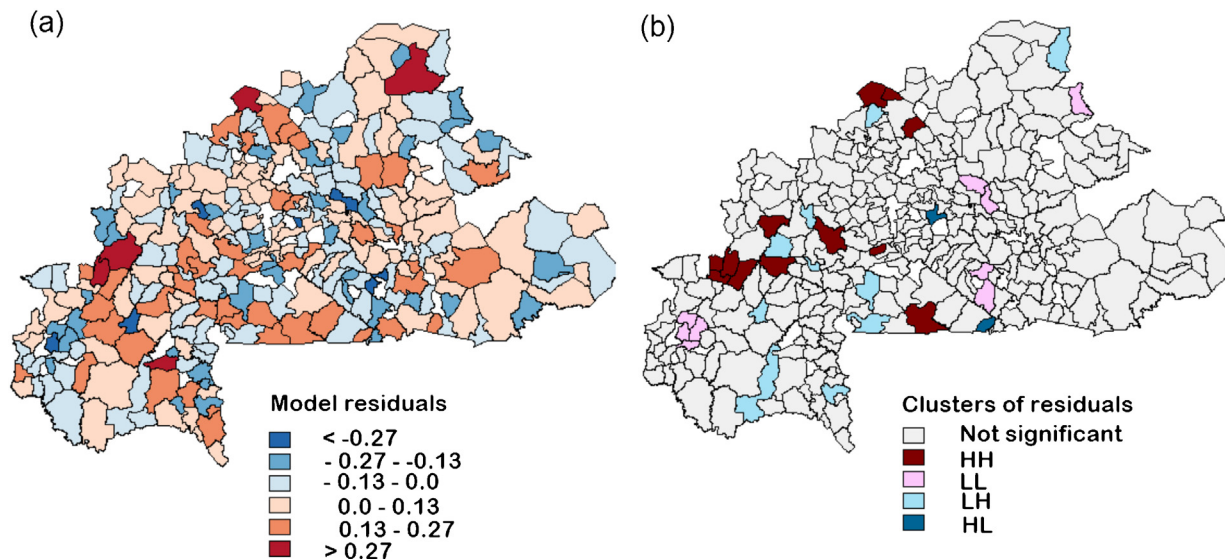 (a)
Model residuals
< -0.27
- 0.27 - -0.13
- 0.13 - 0.0
0.0 - 0.13
0.13 - 0.27
> 0.27
(b)
Clusters of residuals
Not significant
HH
LL
LH
HL